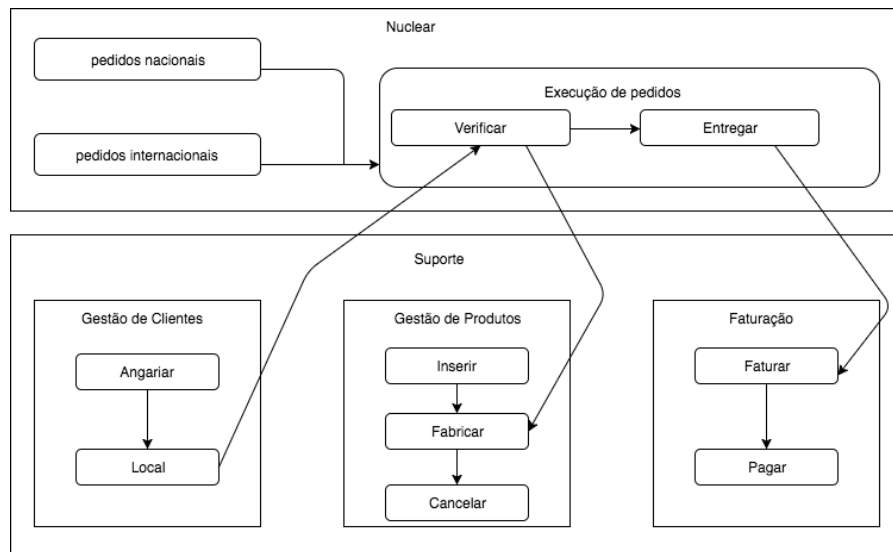 Nuclear
pedidos nacionais
pedidos internacionais
Execução de pedidos
Verificar
Entregar
Suporte
Gestão de Clientes
Angariar
Local
Gestão de Produtos
Inserir
Fabricar
Cancelar
Faturação
Faturar
Pagar